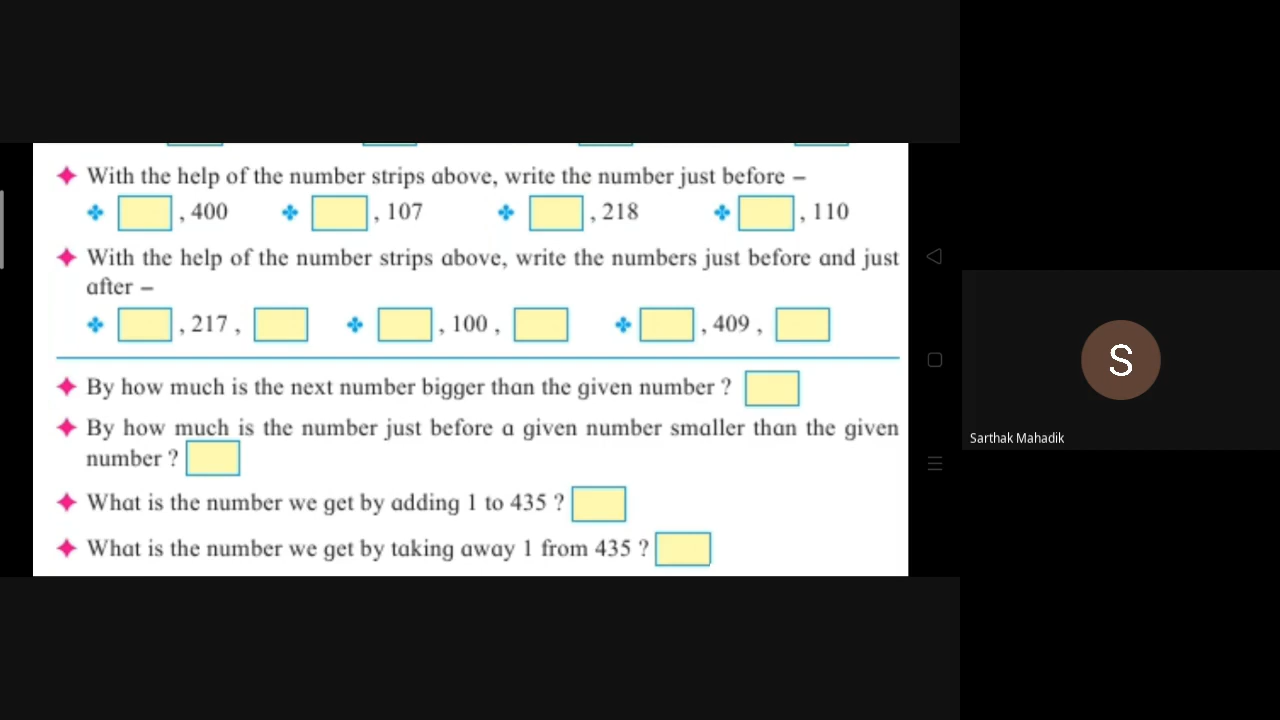 With the help of the number strips above, write the number just before –
, 400 , 107 , 218 , 110
With the help of the number strips above, write the numbers just before and just
after –
, 217 , , 100 , , 409 ,
By how much is the next number bigger than the given number ?
By how much is the number just before a given number smaller than the given
number ?
What is the number we get by adding 1 to 435 ?
What is the number we get by taking away 1 from 435 ?
S
Sarthak Mahadik